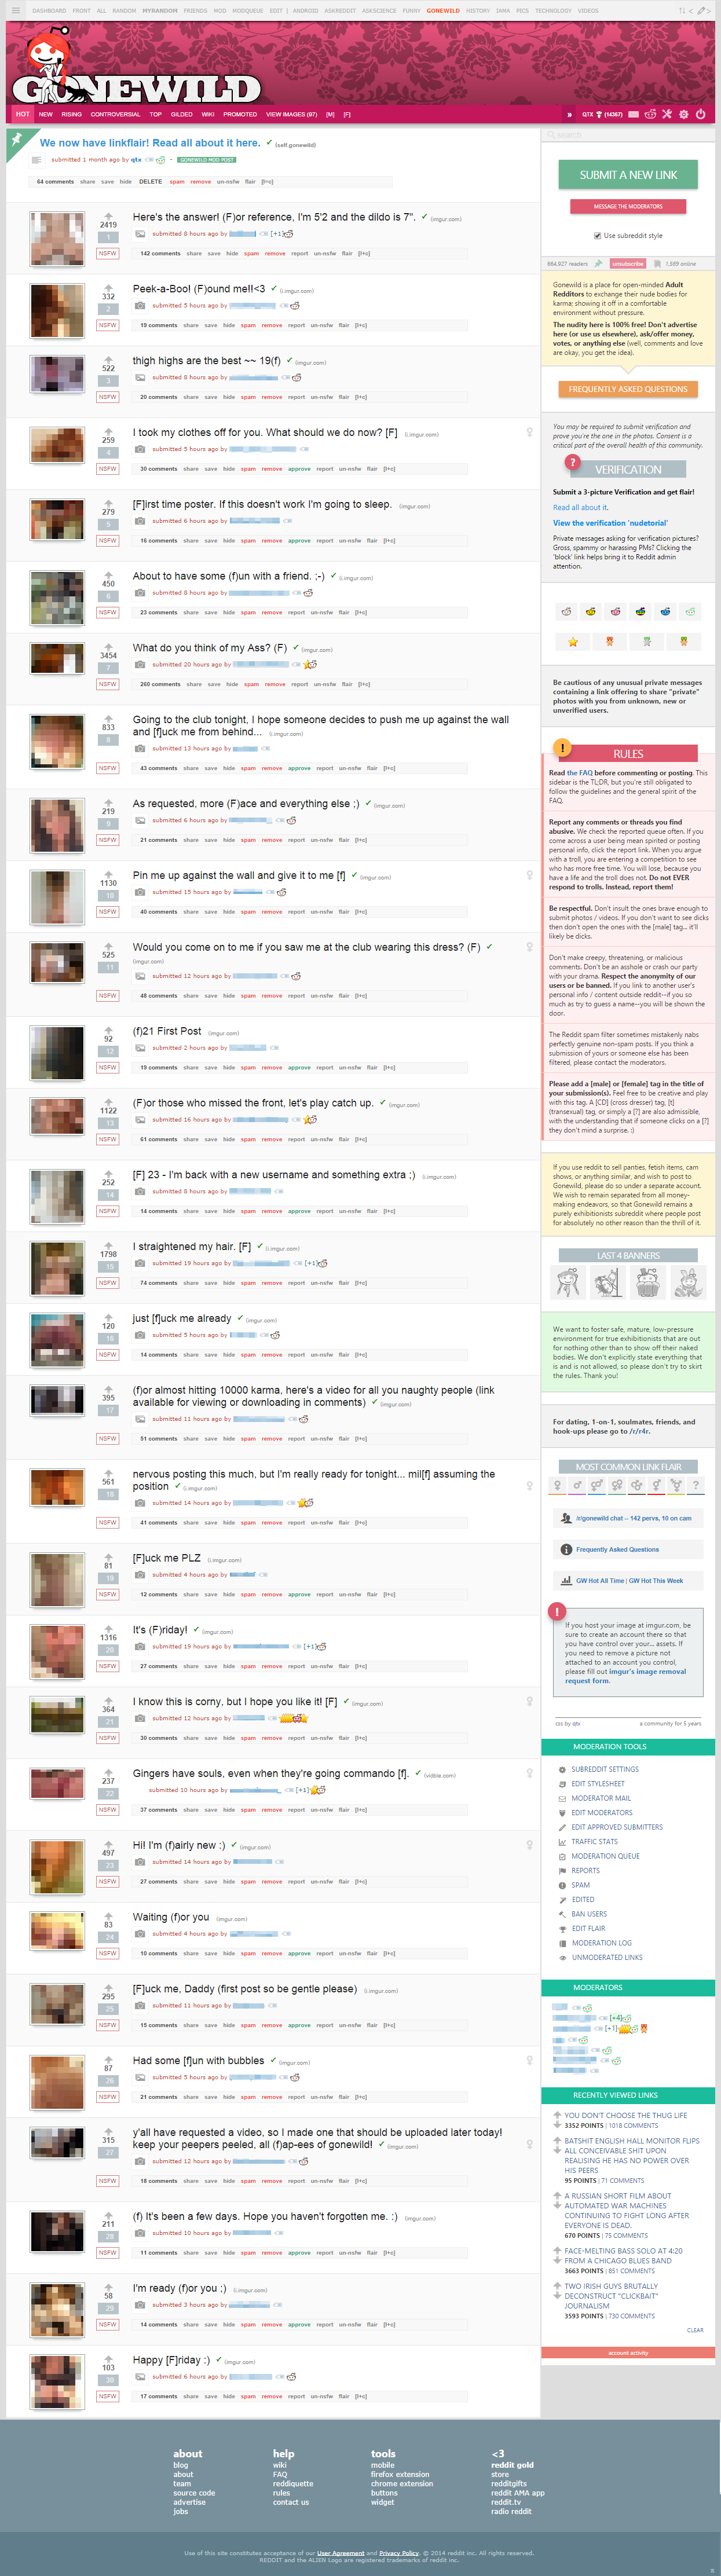 DASHBOARD FRONT ALL RANDOM MYRANDOM FRIENDS MOD MODQUEUE EDIT | ANDROID ASKREDDIT ASKSCIENCE FUNNY GONEWILD HISTORY IAMA PICS TECHNOLOGY VIDEOS
GONEWILD
HOT NEW RISING CONTROVERSIAL TOP GILDED WIKI PROMOTED VIEW IMAGES (97) [M] [F]
» QTX (14367)
We now have linkflair! Read all about it here. ✔ (self.gonewild)
submitted 1 month ago by qtx - GONEWILD MOD POST
64 comments share save hide DELETE spam remove un-nsfw flair [l+c]
2419
1
NSFW
Here's the answer! (F)or reference, I'm 5'2 and the dildo is 7". ✔ (imgur.com)
submitted 8 hours ago by [+1]
142 comments share save hide spam remove report un-nsfw flair [l+c]
332
2
NSFW
Peek-a-Boo! (F)ound me!!<3 ✔ (i.imgur.com)
submitted 5 hours ago by
19 comments share save hide spam remove report un-nsfw flair [l+c]
522
3
NSFW
thigh highs are the best ~~ 19(f) ✔ (imgur.com)
submitted 8 hours ago by
20 comments share save hide spam remove report un-nsfw flair [l+c]
259
4
NSFW
I took my clothes off for you. What should we do now? [F] (i.imgur.com)
submitted 5 hours ago by
30 comments share save hide spam remove approve report un-nsfw flair [l+c]
279
5
NSFW
[F]irst time poster. If this doesn't work I'm going to sleep. (imgur.com)
submitted 6 hours ago by
16 comments share save hide spam remove approve report un-nsfw flair [l+c]
450
6
NSFW
About to have some (f)un with a friend. ;-) ✔ (i.imgur.com)
submitted 8 hours ago by
23 comments share save hide spam remove report un-nsfw flair [l+c]
3454
7
NSFW
What do you think of my Ass? (F) ✔ (imgur.com)
submitted 20 hours ago by
260 comments share save hide spam remove report un-nsfw flair [l+c]
833
8
NSFW
Going to the club tonight, I hope someone decides to push me up against the wall
and [f]uck me from behind... (i.imgur.com)
submitted 13 hours ago by
43 comments share save hide spam remove approve report un-nsfw flair [l+c]
219
9
NSFW
As requested, more (F)ace and everything else ;) ✔ (imgur.com)
submitted 6 hours ago by
21 comments share save hide spam remove report un-nsfw flair [l+c]
1130
10
NSFW
Pin me up against the wall and give it to me [f] ✔ (i.imgur.com)
submitted 15 hours ago by
40 comments share save hide spam remove report un-nsfw flair [l+c]
525
11
NSFW
Would you come on to me if you saw me at the club wearing this dress? (F) ✔
(imgur.com)
submitted 12 hours ago by
48 comments share save hide spam remove report un-nsfw flair [l+c]
92
12
NSFW
(f)21 First Post (imgur.com)
submitted 2 hours ago by
19 comments share save hide spam remove approve report un-nsfw flair [l+c]
1122
13
NSFW
(F)or those who missed the front, let's play catch up. ✔ (imgur.com)
submitted 16 hours ago by
61 comments share save hide spam remove report un-nsfw flair [l+c]
252
14
NSFW
[F] 23 - I'm back with a new username and something extra ;) (i.imgur.com)
submitted 8 hours ago by
14 comments share save hide spam remove approve report un-nsfw flair [l+c]
1798
15
NSFW
I straightened my hair. [F] ✔ (i.imgur.com)
submitted 19 hours ago by [+1]
74 comments share save hide spam remove report un-nsfw flair [l+c]
120
16
NSFW
just [f]uck me already ✔ (imgur.com)
submitted 5 hours ago by
14 comments share save hide spam remove report un-nsfw flair [l+c]
395
17
NSFW
(f)or almost hitting 10000 karma, here's a video for all you naughty people (link
available for viewing or downloading in comments) ✔ (imgur.com)
submitted 11 hours ago by
51 comments share save hide spam remove report un-nsfw flair [l+c]
561
18
NSFW
nervous posting this much, but I'm really ready for tonight... mil[f] assuming the
position ✔ (i.imgur.com)
submitted 14 hours ago by
41 comments share save hide spam remove report un-nsfw flair [l+c]
81
19
NSFW
[F]uck me PLZ (i.imgur.com)
submitted 4 hours ago by
12 comments share save hide spam remove approve report un-nsfw flair [l+c]
1316
20
NSFW
It's (F)riday! ✔ (imgur.com)
submitted 19 hours ago by [+1]
27 comments share save hide spam remove report un-nsfw flair [l+c]
364
21
NSFW
I know this is corny, but I hope you like it! [F] ✔ (imgur.com)
submitted 12 hours ago by
30 comments share save hide spam remove report un-nsfw flair [l+c]
237
22
NSFW
Gingers have souls, even when they're going commando [f]. ✔ (vidble.com)
submitted 10 hours ago by [+1]
37 comments share save hide spam remove report un-nsfw flair [l+c]
497
23
NSFW
Hi! I'm (f)airly new :) ✔ (imgur.com)
submitted 14 hours ago by
27 comments share save hide spam remove report un-nsfw flair [l+c]
83
24
NSFW
Waiting (f)or you (imgur.com)
submitted 4 hours ago by
10 comments share save hide spam remove approve report un-nsfw flair [l+c]
295
25
NSFW
[F]uck me, Daddy (first post so be gentle please) (i.imgur.com)
submitted 11 hours ago by
15 comments share save hide spam remove approve report un-nsfw flair [l+c]
87
26
NSFW
Had some [f]un with bubbles ✔ (imgur.com)
submitted 5 hours ago by
21 comments share save hide spam remove report un-nsfw flair [l+c]
315
27
NSFW
y'all have requested a video, so I made one that should be uploaded later today!
keep your peepers peeled, all (f)ap-ees of gonewild! ✔ (imgur.com)
submitted 12 hours ago by
18 comments share save hide spam remove report un-nsfw flair [l+c]
211
28
NSFW
(f) It's been a few days. Hope you haven't forgotten me. :) (imgur.com)
submitted 10 hours ago by
11 comments share save hide spam remove approve report un-nsfw flair [l+c]
58
29
NSFW
I'm ready (f)or you ;) (i.imgur.com)
submitted 3 hours ago by
14 comments share save hide spam remove approve report un-nsfw flair [l+c]
103
30
NSFW
Happy [F]riday :) ✔ (imgur.com)
submitted 6 hours ago by
17 comments share save hide spam remove report un-nsfw flair [l+c]
search
SUBMIT A NEW LINK
MESSAGE THE MODERATORS
Use subreddit style
664,927 readers unsubscribe 1,569 online
Gonewild is a place for open-minded Adult
Redditors to exchange their nude bodies for
karma; showing it off in a comfortable
environment without pressure.
The nudity here is 100% free! Don't advertise
here (or use us elsewhere), ask/offer money,
votes, or anything else (well, comments and love
are okay, you get the idea).
FREQUENTLY ASKED QUESTIONS
You may be required to submit verification and
prove you're the one in the photos. Consent is a
critical part of the overall health of this community.
?
VERIFICATION
Submit a 3-picture Verification and get flair!
Read all about it.
View the verification 'nudetorial'
Private messages asking for verification pictures?
Gross, spammy or harassing PMs? Clicking the
'block' link helps bring it to Reddit admin
attention.
Be cautious of any unusual private messages
containing a link offering to share "private"
photos with you from unknown, new or
unverified users.
!
RULES
Read the FAQ before commenting or posting. This
sidebar is the TL;DR, but you're still obligated to
follow the guidelines and the general spirit of the
FAQ.
Report any comments or threads you find
abusive. We check the reported queue often. If you
come across a user being mean spirited or posting
personal info, click the report link. When you argue
with a troll, you are entering a competition to see
who has more free time. You will lose, because you
have a life and the troll does not. Do not EVER
respond to trolls. Instead, report them!
Be respectful. Don't insult the ones brave enough to
submit photos / videos. If you don't want to see dicks
then don't open the ones with the [male] tag... it'll
likely be dicks.
Don't make creepy, threatening, or malicious
comments. Don't be an asshole or crash our party
with your drama. Respect the anonymity of our
users or be banned. If you link to another user's
personal info / content outside reddit--if you so
much as try to guess a name--you will be shown the
door.
The Reddit spam filter sometimes mistakenly nabs
perfectly genuine non-spam posts. If you think a
submission of yours or someone else has been
filtered, please contact the moderators.
Please add a [male] or [female] tag in the title of
your submission(s). Feel free to be creative and play
with this tag. A [CD] (cross dresser) tag, [t]
(transexual) tag, or simply a [?] are also admissible,
with the understanding that if someone clicks on a [?]
they don't mind a surprise. :)
If you use reddit to sell panties, fetish items, cam
shows, or anything similar, and wish to post to
Gonewild, please do so under a separate account.
We wish to remain separated from all money-
making endeavors, so that Gonewild remains a
purely exhibitionists subreddit where people post
for absolutely no other reason than the thrill of it.
LAST 4 BANNERS
We want to foster safe, mature, low-pressure
environment for true exhibitionists that are out
for nothing other than to show off their naked
bodies. We don't explicitly state everything that
is and is not allowed, so please don't try to skirt
the rules. Thank you!
For dating, 1-on-1, soulmates, friends, and
hook-ups please go to /r/r4r.
MOST COMMON LINK FLAIR
?
/r/gonewild chat -- 142 pervs, 10 on cam
Frequently Asked Questions
GW Hot All Time | GW Hot This Week
!
If you host your image at imgur.com, be
sure to create an account there so that
you have control over your... assets. If
you need to remove a picture not
attached to an account you control,
please fill out imgur's image removal
request form.
css by qtx a community for 5 years
MODERATION TOOLS
SUBREDDIT SETTINGS
EDIT STYLESHEET
MODERATOR MAIL
EDIT MODERATORS
EDIT APPROVED SUBMITTERS
TRAFFIC STATS
MODERATION QUEUE
REPORTS
SPAM
EDITED
BAN USERS
EDIT FLAIR
MODERATION LOG
UNMODERATED LINKS
MODERATORS
[+4]
[+1]
RECENTLY VIEWED LINKS
YOU DON'T CHOOSE THE THUG LIFE
3352 POINTS | 1018 COMMENTS
BATSHIT ENGLISH HALL MONITOR FLIPS
ALL CONCEIVABLE SHIT UPON
REALISING HE HAS NO POWER OVER
HIS PEERS
95 POINTS | 71 COMMENTS
A RUSSIAN SHORT FILM ABOUT
AUTOMATED WAR MACHINES
CONTINUING TO FIGHT LONG AFTER
EVERYONE IS DEAD.
670 POINTS | 75 COMMENTS
FACE-MELTING BASS SOLO AT 4:20
FROM A CHICAGO BLUES BAND
3663 POINTS | 851 COMMENTS
TWO IRISH GUYS BRUTALLY
DECONSTRUCT "CLICKBAIT"
JOURNALISM
3593 POINTS | 730 COMMENTS
CLEAR
account activity
about
blog
about
team
source code
advertise
jobs
help
wiki
FAQ
reddiquette
rules
contact us
tools
mobile
firefox extension
chrome extension
buttons
widget
<3
reddit gold
store
redditgifts
reddit AMA app
reddit.tv
radio reddit
Use of this site constitutes acceptance of our User Agreement and Privacy Policy. © 2014 reddit inc. All rights reserved.
REDDIT and the ALIEN Logo are registered trademarks of reddit inc.